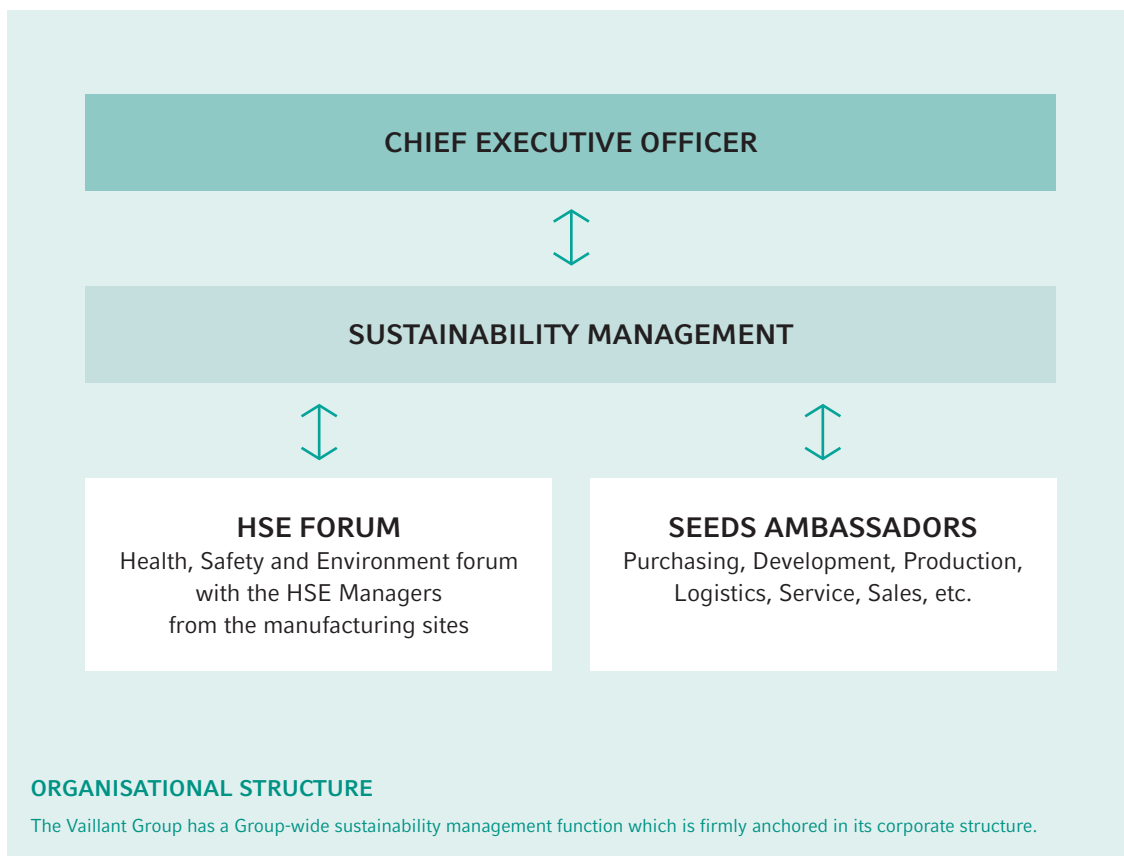 CHIEF EXECUTIVE OFFICER
SUSTAINABILITY MANAGEMENT
HSE FORUM
Health, Safety and Environment forum
with the HSE Managers
from the manufacturing sites
SEEDS AMBASSADORS
Purchasing, Development, Production,
Logistics, Service, Sales, etc.
ORGANISATIONAL STRUCTURE
The Vaillant Group has a Group-wide sustainability management function which is firmly anchored in its corporate structure.